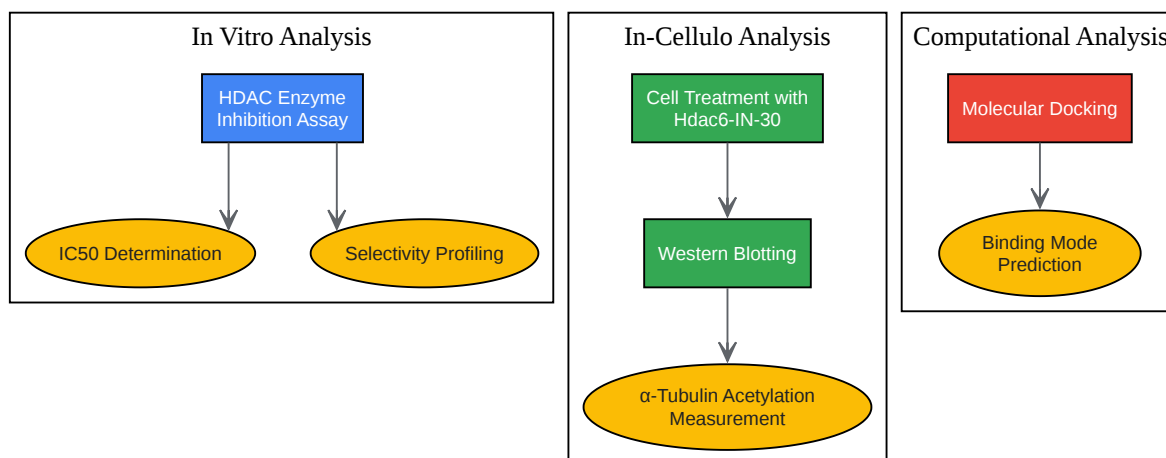 In Vitro Analysis
HDAC Enzyme
Inhibition Assay
IC50 Determination
Selectivity Profiling
In-Cellulo Analysis
Cell Treatment with
Hdac6-IN-30
Western Blotting
α-Tubulin Acetylation
Measurement
Computational Analysis
Molecular Docking
Binding Mode
Prediction